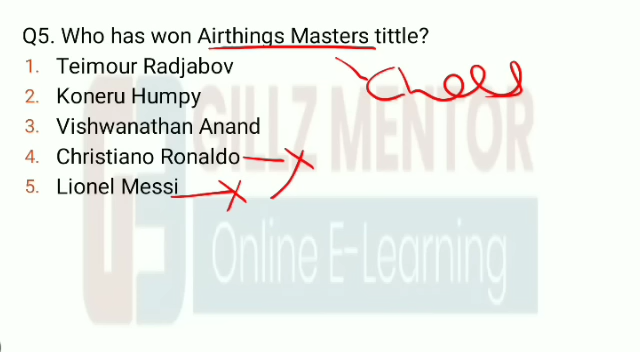 Q5. Who has won Airthings Masters tittle?
1. Teimour Radjabov
Chess
2. Koneru Humpy
3. Vishwanathan Anand
4. Christiano Ronaldo
5. Lionel Messi
GILLZ MENTOR
Online E-Learning